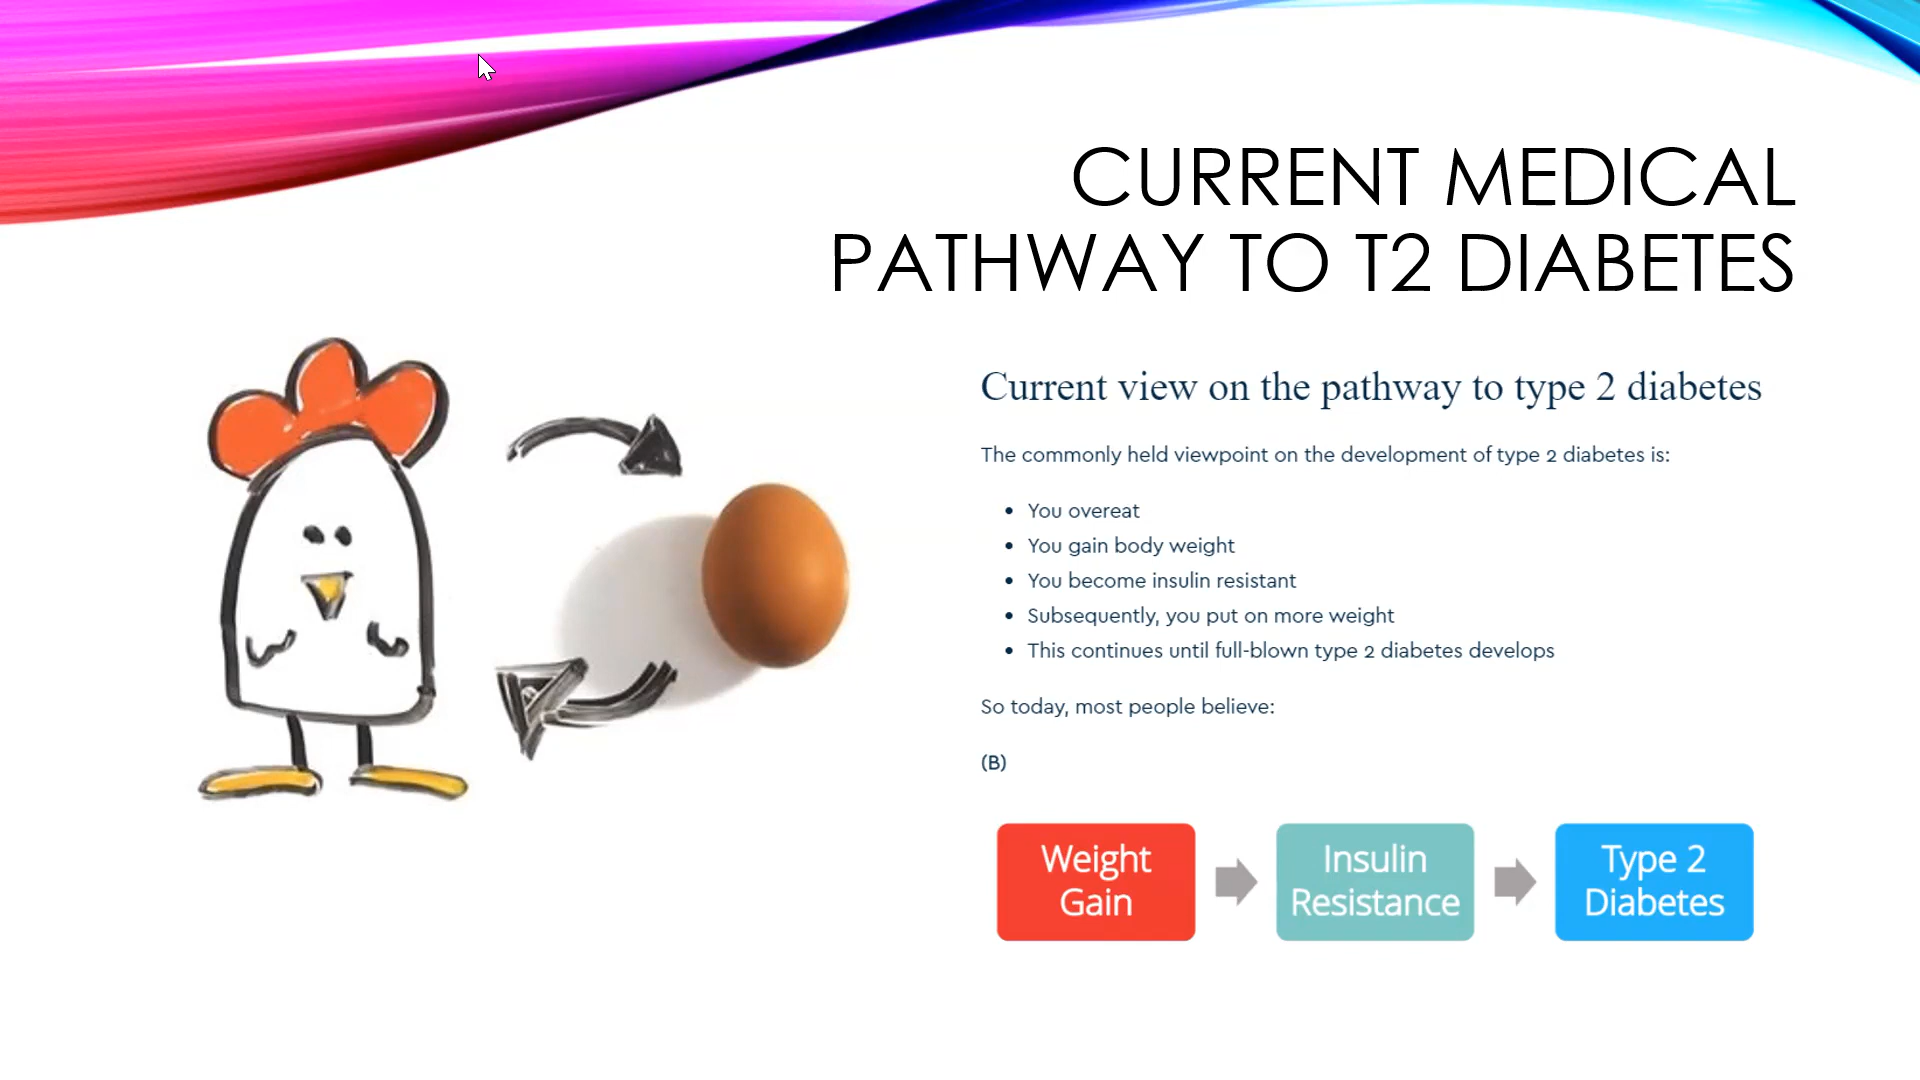 CURRENT MEDICAL
PATHWAY TO T2 DIABETES
Current view on the pathway to type 2 diabetes
The commonly held viewpoint on the development of type 2 diabetes is:
• You overeat
• You gain body weight
• You become insulin resistant
• Subsequently, you put on more weight
• This continues until full-blown type 2 diabetes develops
So today, most people believe:
(B)
Weight
Gain
Insulin
Resistance
Type 2
Diabetes